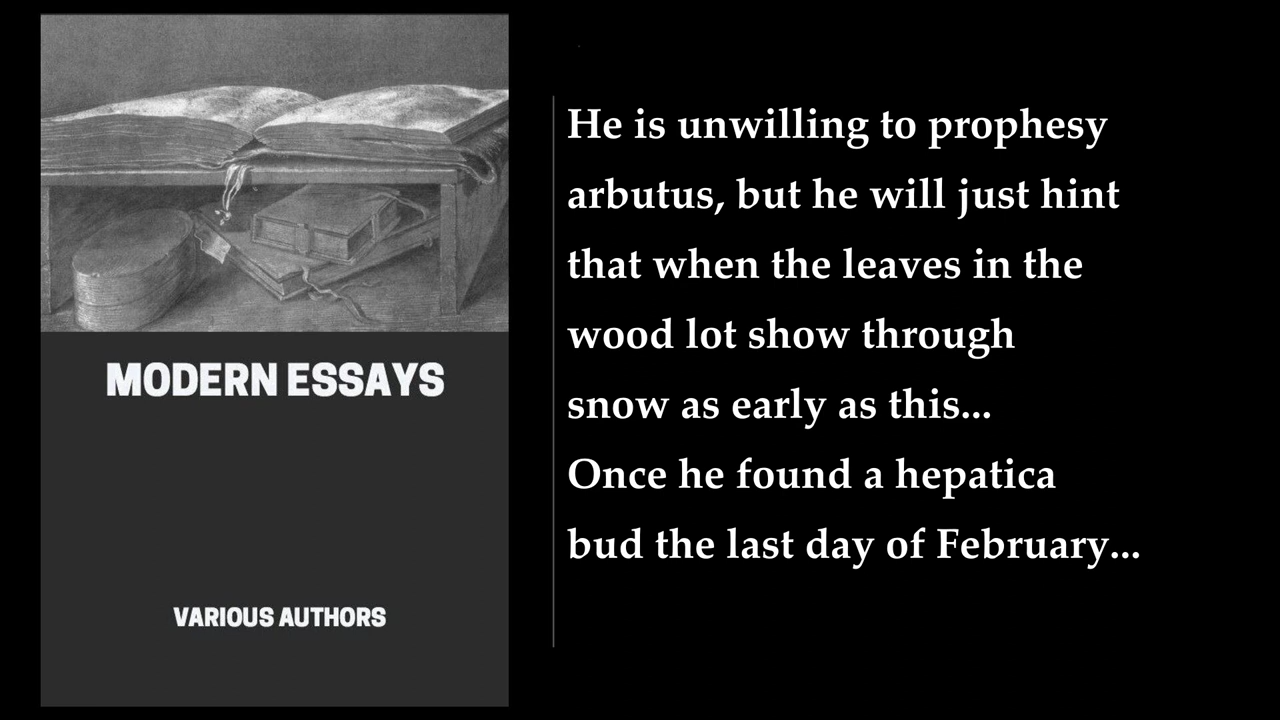 MODERN ESSAYS
VARIOUS AUTHORS
He is unwilling to prophesy
arbutus, but he will just hint
that when the leaves in the
wood lot show through
snow as early as this...
Once he found a hepatica
bud the last day of February...